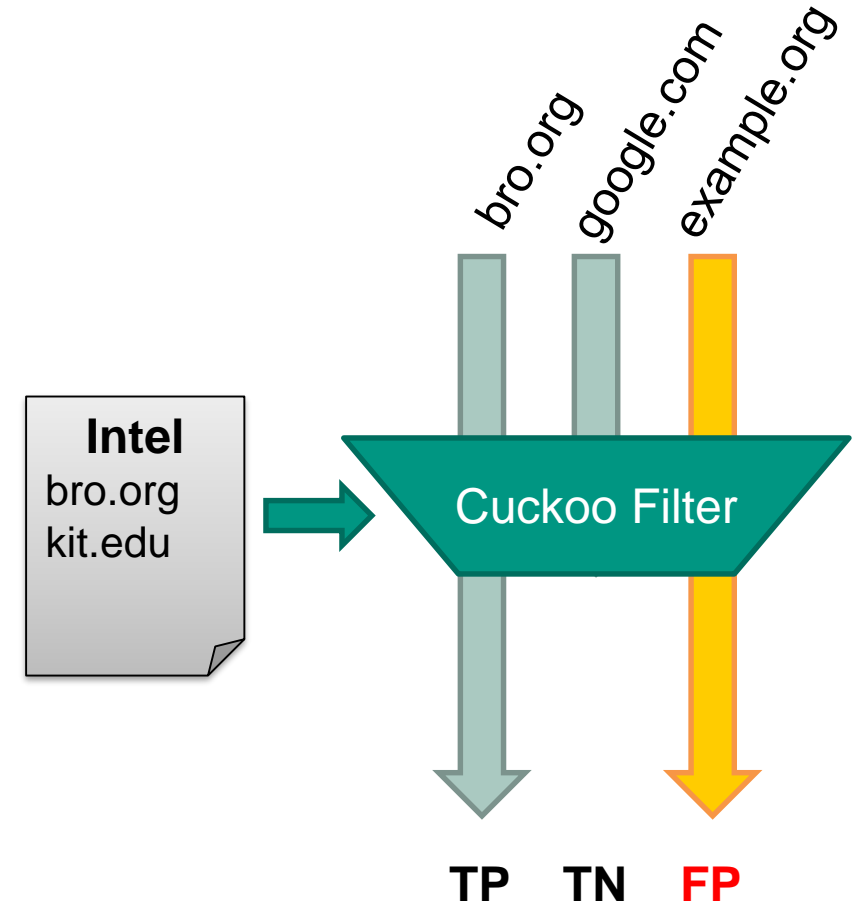 bro.org
google.com
example.org
Intel
bro.org
kit.edu
Cuckoo Filter
TP TN FP